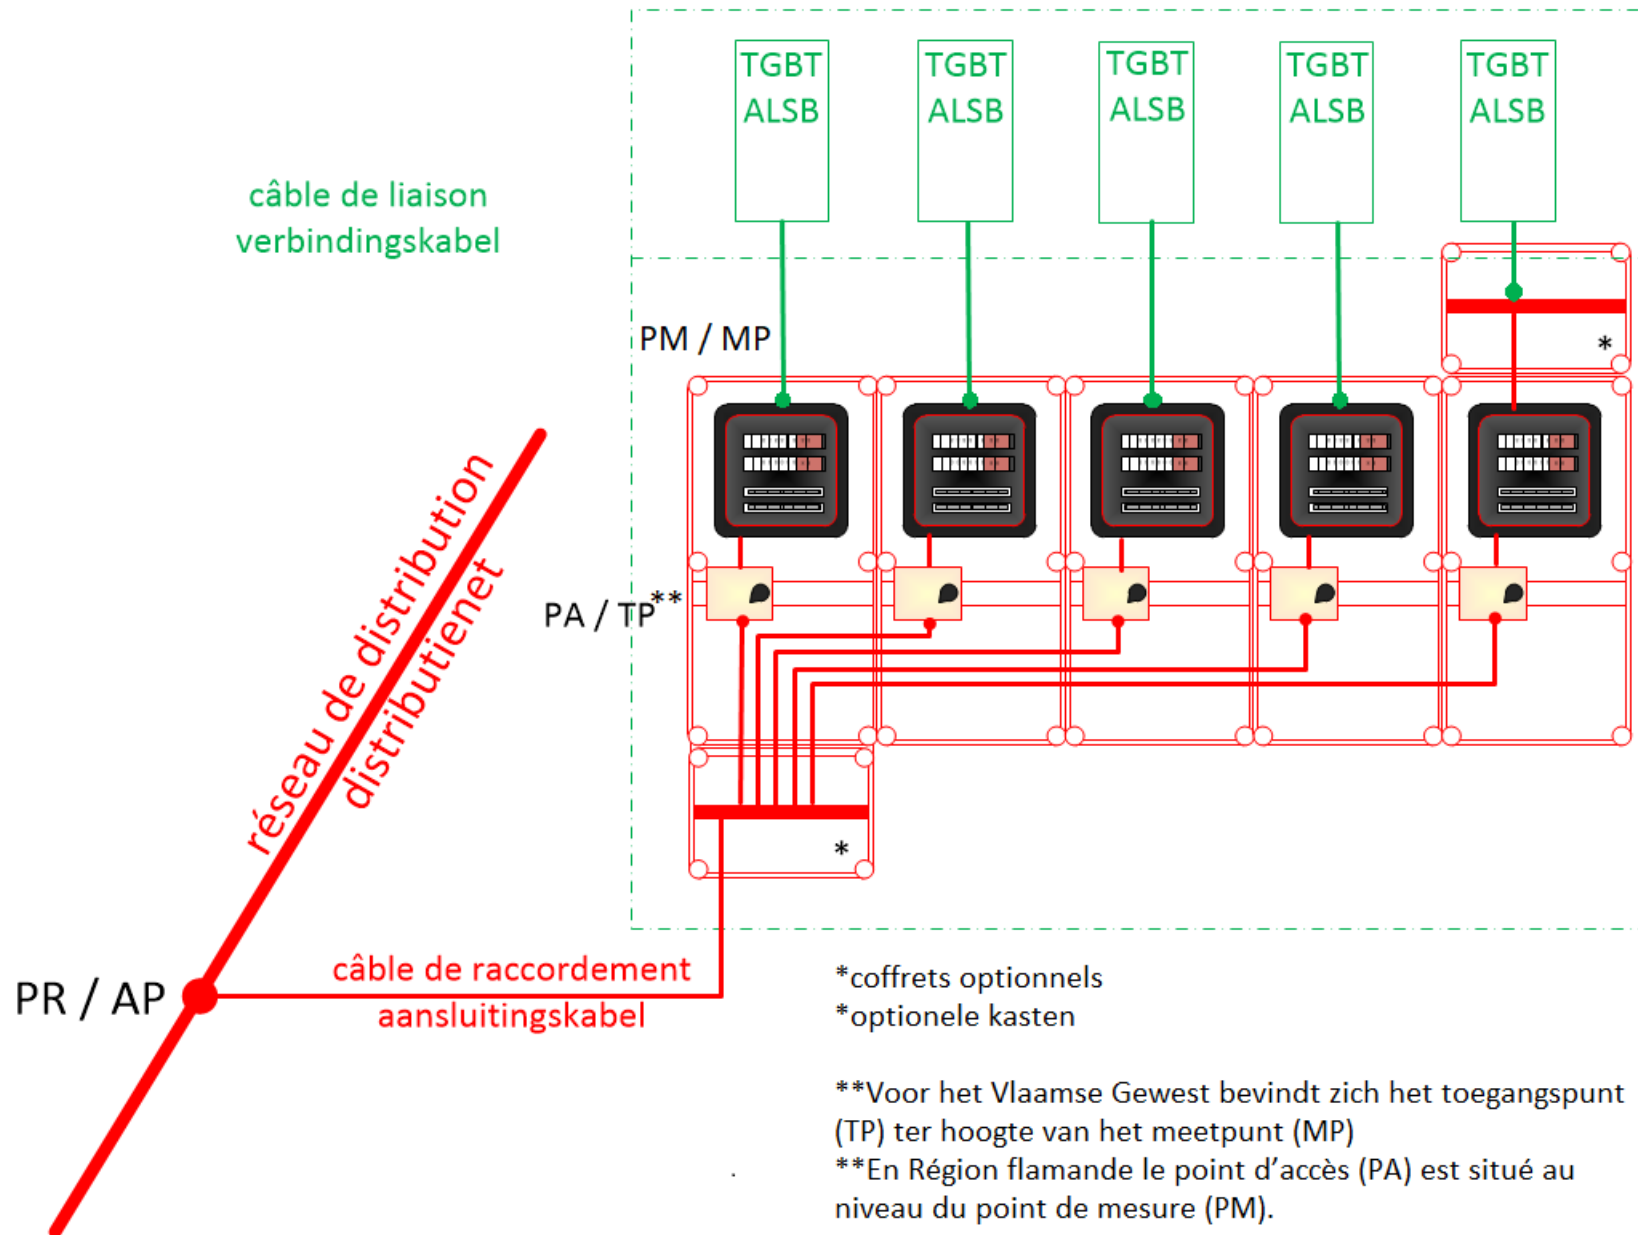 TGBT
ALSB
TGBT
ALSB
TGBT
ALSB
TGBT
ALSB
TGBT
ALSB
câble de liaison
verbindingskabel
PM / MP
*
réseau de distribution
distributienet
PA / TP**
*
PR / AP
câble de raccordement
aansluitingskabel
*coffrets optionnels
*optionele kasten
**Voor het Vlaamse Gewest bevindt zich het toegangspunt
(TP) ter hoogte van het meetpunt (MP)
**En Région flamande le point d’accès (PA) est situé au
niveau du point de mesure (PM).